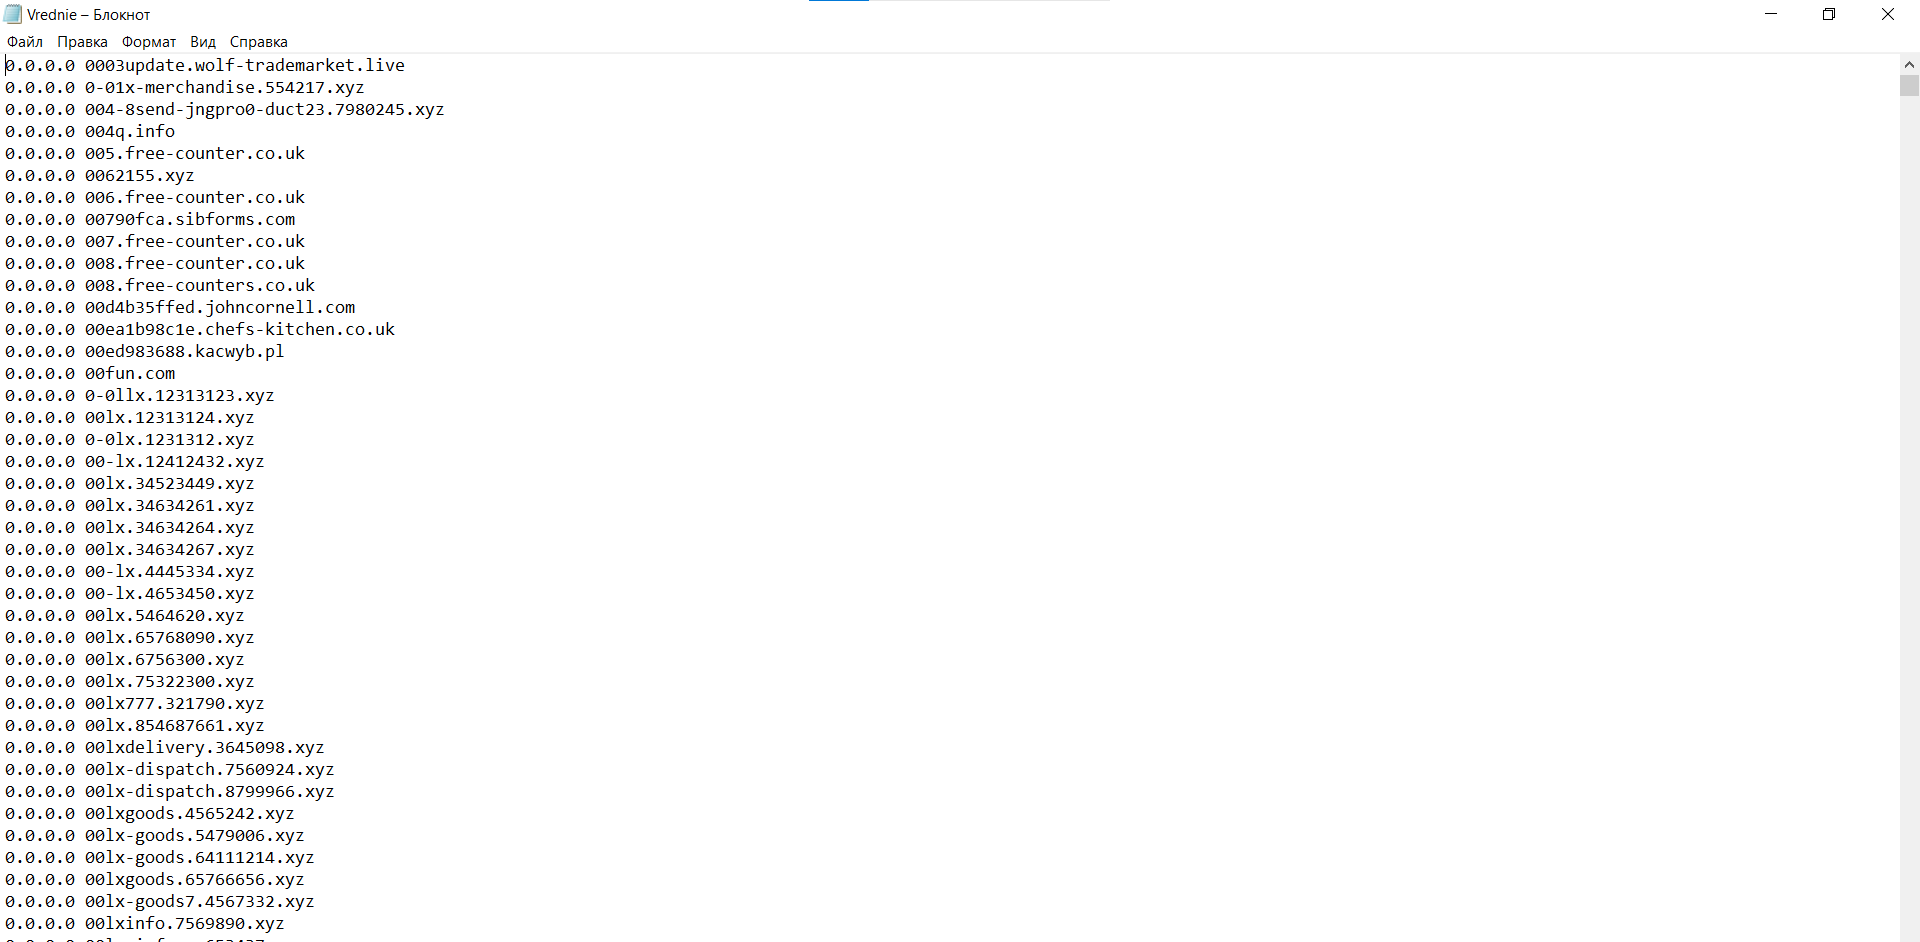 Vrednie – Блокнот
Файл Правка Формат Вид Справка
0.0.0.0 0003update.wolf-trademarket.live
0.0.0.0 0-01x-merchandise.554217.xyz
0.0.0.0 004-8send-jngpro0-duct23.7980245.xyz
0.0.0.0 004q.info
0.0.0.0 005.free-counter.co.uk
0.0.0.0 0062155.xyz
0.0.0.0 006.free-counter.co.uk
0.0.0.0 00790fca.sibforms.com
0.0.0.0 007.free-counter.co.uk
0.0.0.0 008.free-counter.co.uk
0.0.0.0 008.free-counters.co.uk
0.0.0.0 00d4b35ffed.johncornell.com
0.0.0.0 00ea1b98c1e.chefs-kitchen.co.uk
0.0.0.0 00ed983688.kacwyb.pl
0.0.0.0 00fun.com
0.0.0.0 0-0llx.12313123.xyz
0.0.0.0 00lx.12313124.xyz
0.0.0.0 0-0lx.1231312.xyz
0.0.0.0 00-lx.12412432.xyz
0.0.0.0 00lx.34523449.xyz
0.0.0.0 00lx.34634261.xyz
0.0.0.0 00lx.34634264.xyz
0.0.0.0 00lx.34634267.xyz
0.0.0.0 00-lx.4445334.xyz
0.0.0.0 00-lx.4653450.xyz
0.0.0.0 00lx.5464620.xyz
0.0.0.0 00lx.65768090.xyz
0.0.0.0 00lx.6756300.xyz
0.0.0.0 00lx.75322300.xyz
0.0.0.0 00lx777.321790.xyz
0.0.0.0 00lx.854687661.xyz
0.0.0.0 00lxdelivery.3645098.xyz
0.0.0.0 00lx-dispatch.7560924.xyz
0.0.0.0 00lx-dispatch.8799966.xyz
0.0.0.0 00lxgoods.4565242.xyz
0.0.0.0 00lx-goods.5479006.xyz
0.0.0.0 00lx-goods.64111214.xyz
0.0.0.0 00lxgoods.65766656.xyz
0.0.0.0 00lx-goods7.4567332.xyz
0.0.0.0 00lxinfo.7569890.xyz